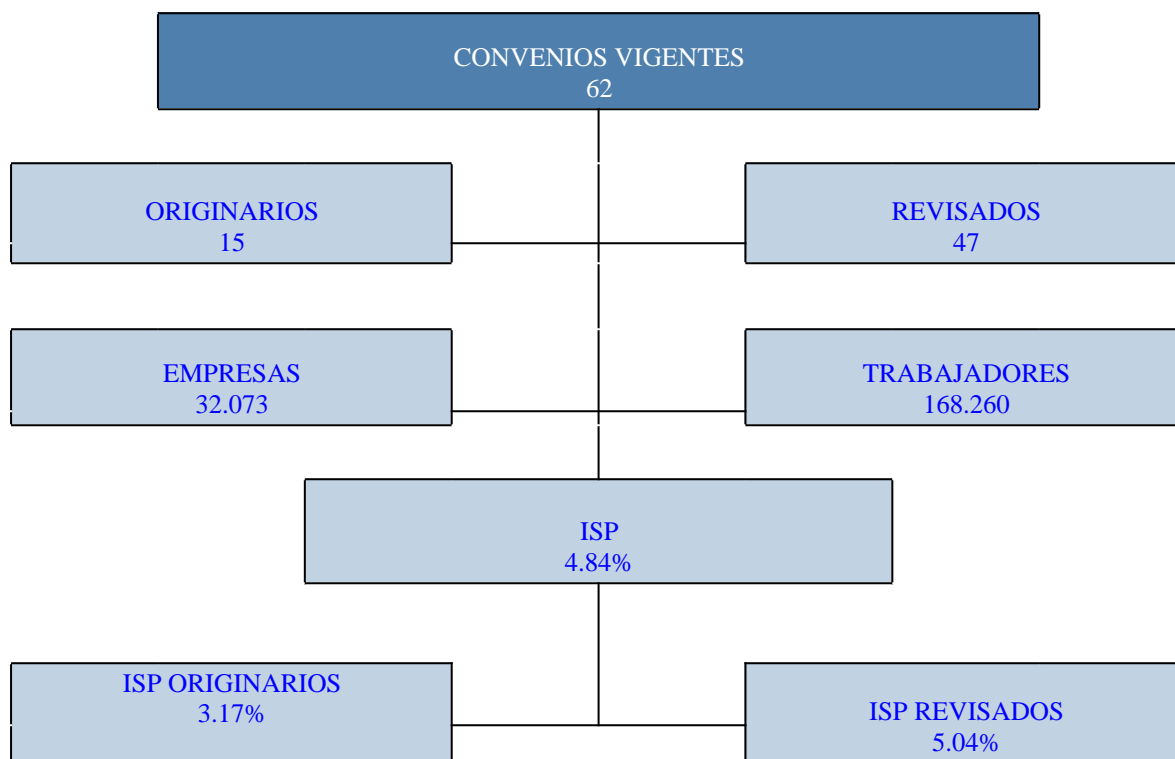 CONVENIOS VIGENTES
62
ORIGINARIOS
15
REVISADOS
47
EMPRESAS
32.073
TRABAJADORES
168.260
ISP
4.84%
ISP ORIGINARIOS
3.17%
ISP REVISADOS
5.04%